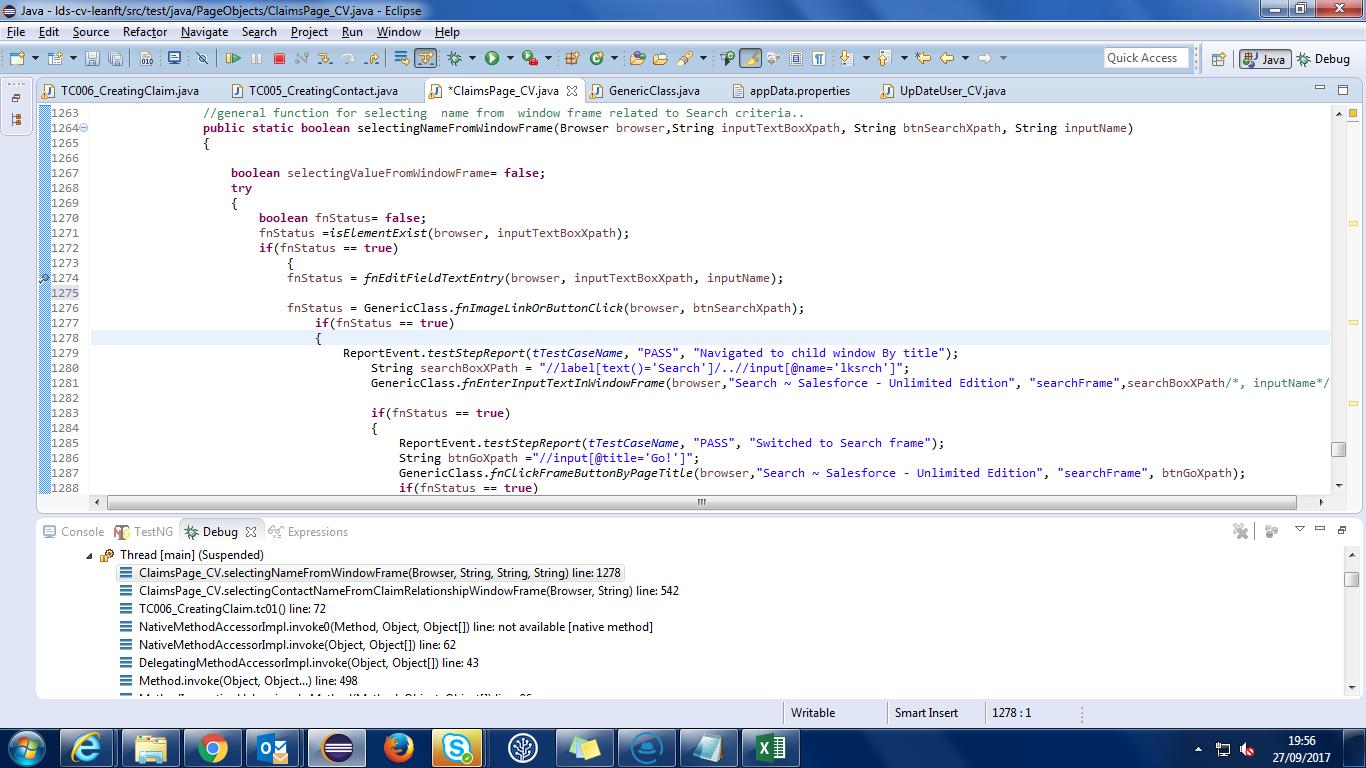 Java - lds-cv-leanft/src/test/java/PageObjects/ClaimsPage_CV.java - Eclipse
File Edit Source Refactor Navigate Search Project Run Window Help
Quick Access Java Debug
TC006_CreatingClaim.java TC005_CreatingContact.java *ClaimsPage_CV.java GenericClass.java appData.properties UpDateUser_CV.java
1263 //general function for selecting name from window frame related to Search criteria..
1264 public static boolean selectingNameFromWindowFrame(Browser browser,String inputTextBoxXpath, String btnSearchXpath, String inputName)
1265 {
1266
1267 boolean selectingValueFromWindowFrame= false;
1268 try
1269 {
1270 boolean fnStatus= false;
1271 fnStatus =isElementExist(browser, inputTextBoxXpath);
1272 if(fnStatus == true)
1273 {
1274 fnStatus = fnEditFieldTextEntry(browser, inputTextBoxXpath, inputName);
1275
1276 fnStatus = GenericClass.fnImageLinkOrButtonClick(browser, btnSearchXpath);
1277 if(fnStatus == true)
1278 {
1279 ReportEvent.testStepReport(tTestCaseName, "PASS", "Navigated to child window By title");
1280 String searchBoxXPath = "//label[text()='Search']/..//input[@name='lksrch']";
1281 GenericClass.fnEnterInputTextInWindowFrame(browser,"Search ~ Salesforce - Unlimited Edition", "searchFrame",searchBoxXPath/*, inputName*/
1282
1283 if(fnStatus == true)
1284 {
1285 ReportEvent.testStepReport(tTestCaseName, "PASS", "Switched to Search frame");
1286 String btnGoXpath ="//input[@title='Go!']";
1287 GenericClass.fnClickFrameButtonByPageTitle(browser,"Search ~ Salesforce - Unlimited Edition", "searchFrame", btnGoXpath);
1288 if(fnStatus == true)
Console TestNG Debug Expressions
Thread [main] (Suspended)
ClaimsPage_CV.selectingNameFromWindowFrame(Browser, String, String, String) line: 1278
ClaimsPage_CV.selectingContactNameFromClaimRelationshipWindowFrame(Browser, String) line: 542
TC006_CreatingClaim.tc01() line: 72
NativeMethodAccessorImpl.invoke0(Method, Object, Object[]) line: not available [native method]
NativeMethodAccessorImpl.invoke(Object, Object[]) line: 62
DelegatingMethodAccessorImpl.invoke(Object, Object[]) line: 43
Method.invoke(Object, Object...) line: 498
Writable Smart Insert 1278 : 1
19:56
27/09/2017